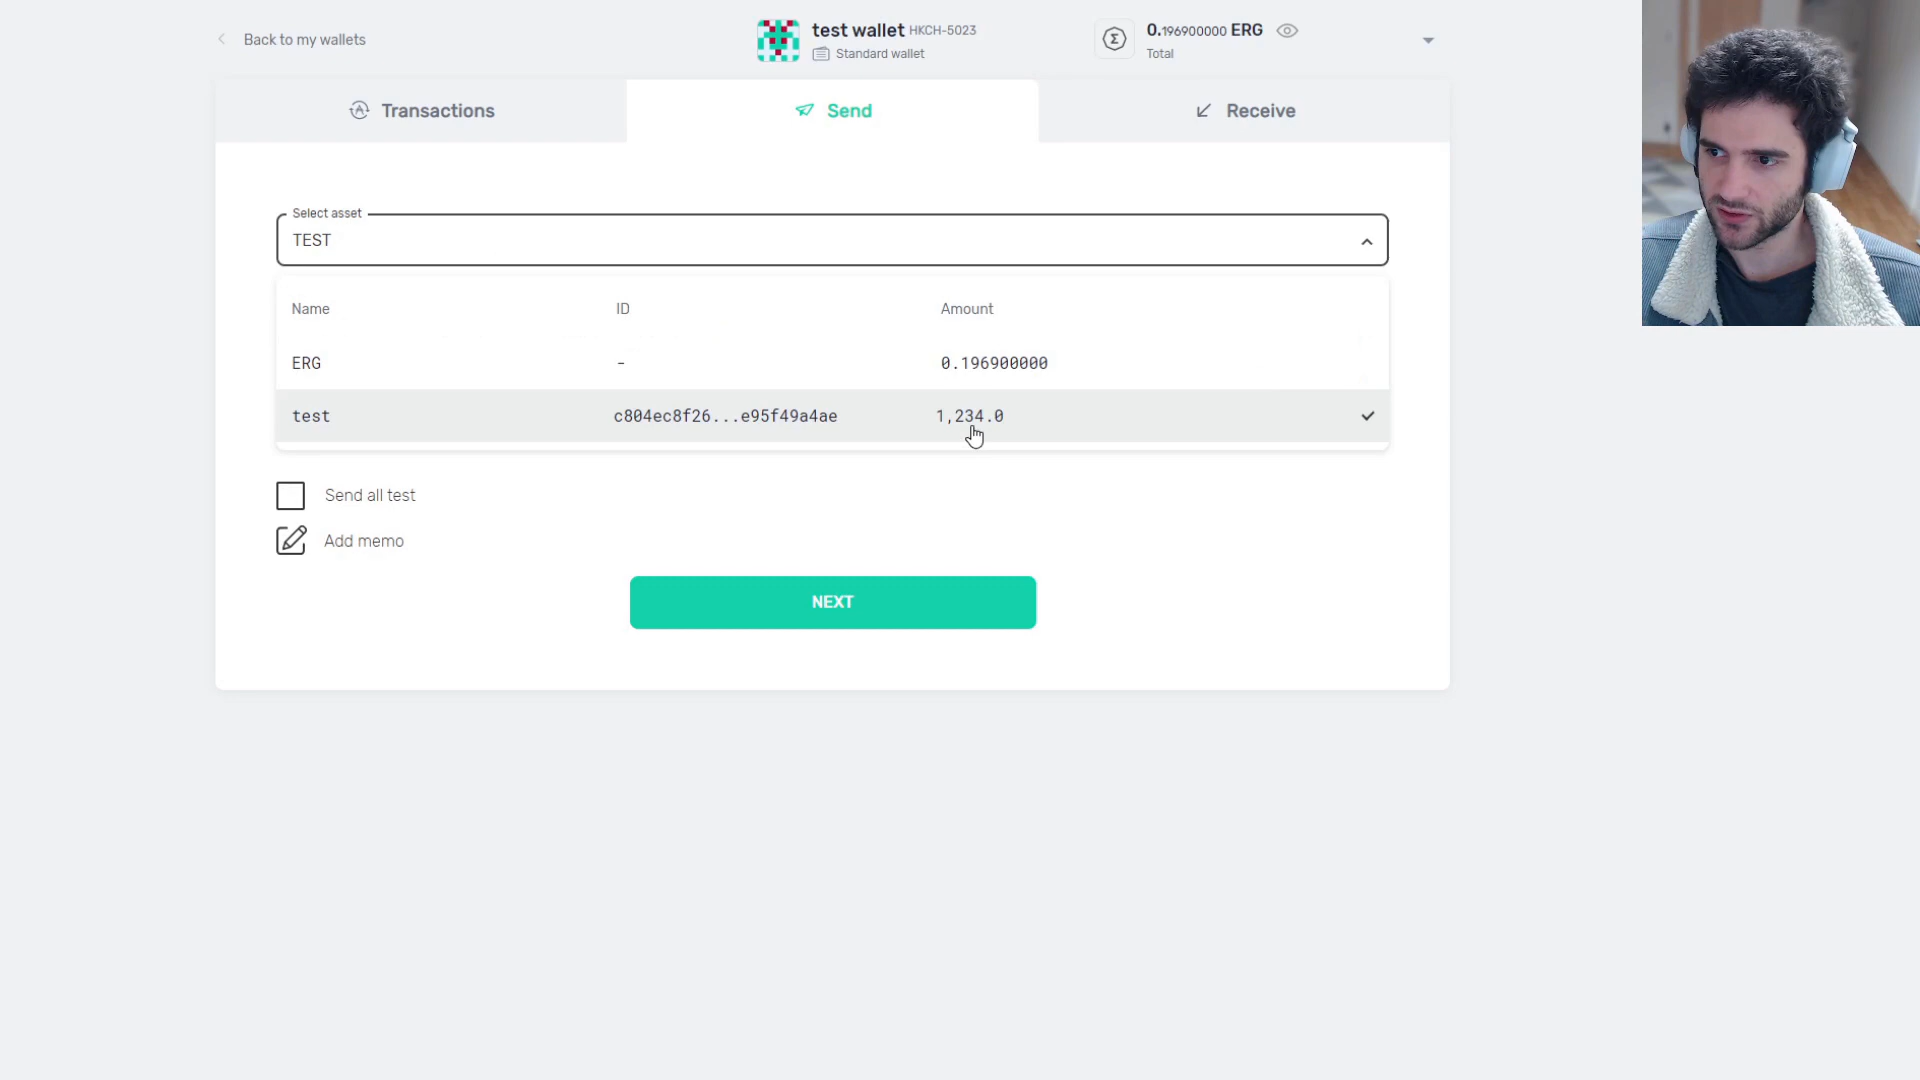 Back to my wallets
test wallet HKCH-5023
Standard wallet
0.196900000 ERG
Total
Transactions
Send
Receive
Select asset
TEST
Name ID Amount
ERG - 0.196900000
test c804ec8f26...e95f49a4ae 1,234.0
Send all test
Add memo
NEXT